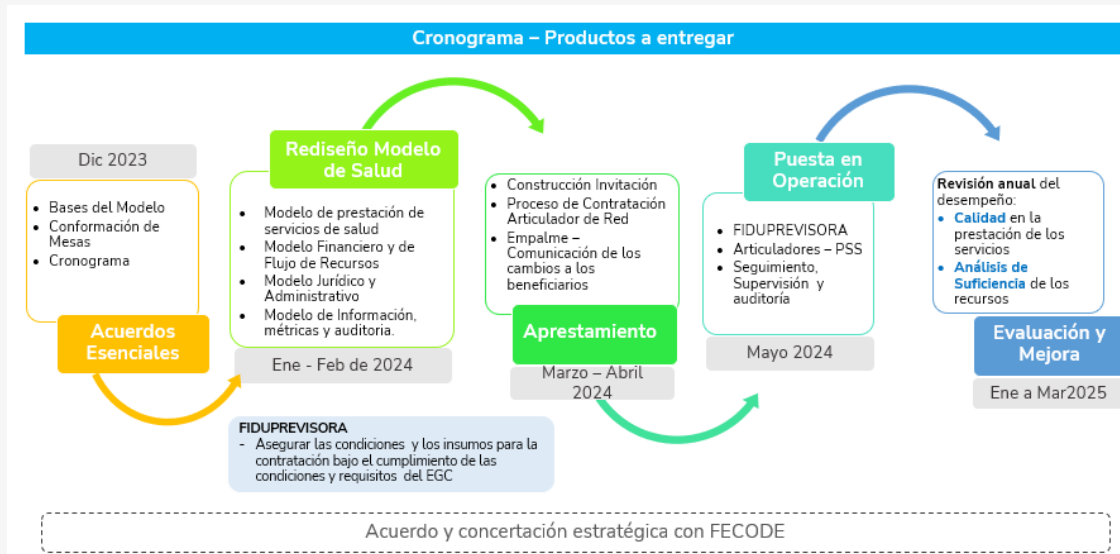 Cronograma – Productos a entregar
Dic 2023
• Bases del Modelo
• Conformación de
Mesas
• Cronograma
Acuerdos
Esenciales
Rediseño Modelo
de Salud
• Modelo de prestación de
servicios de salud
• Modelo Financiero y de
Flujo de Recursos
• Modelo Jurídico y
Administrativo
• Modelo de Información,
métricas y auditoria.
Ene - Feb de 2024
FIDUPREVISORA
- Asegurar las condiciones y los insumos para la
contratación bajo el cumplimiento de las
condiciones y requisitos del EGC
• Construcción Invitación
• Proceso de Contratación
Articulador de Red
• Empalme –
Comunicación de los
cambios a los
beneficiarios
Aprestamiento
Marzo – Abril
2024
Puesta en
Operación
• FIDUPREVISORA
• Articuladores – PSS
• Seguimiento,
Supervisión y
auditoría
Mayo 2024
Revisión anual del
desempeño:
• Calidad en la
prestación de los
servicios
• Análisis de
Suficiencia de los
recursos
Evaluación y
Mejora
Ene a Mar2025
Acuerdo y concertación estratégica con FECODE